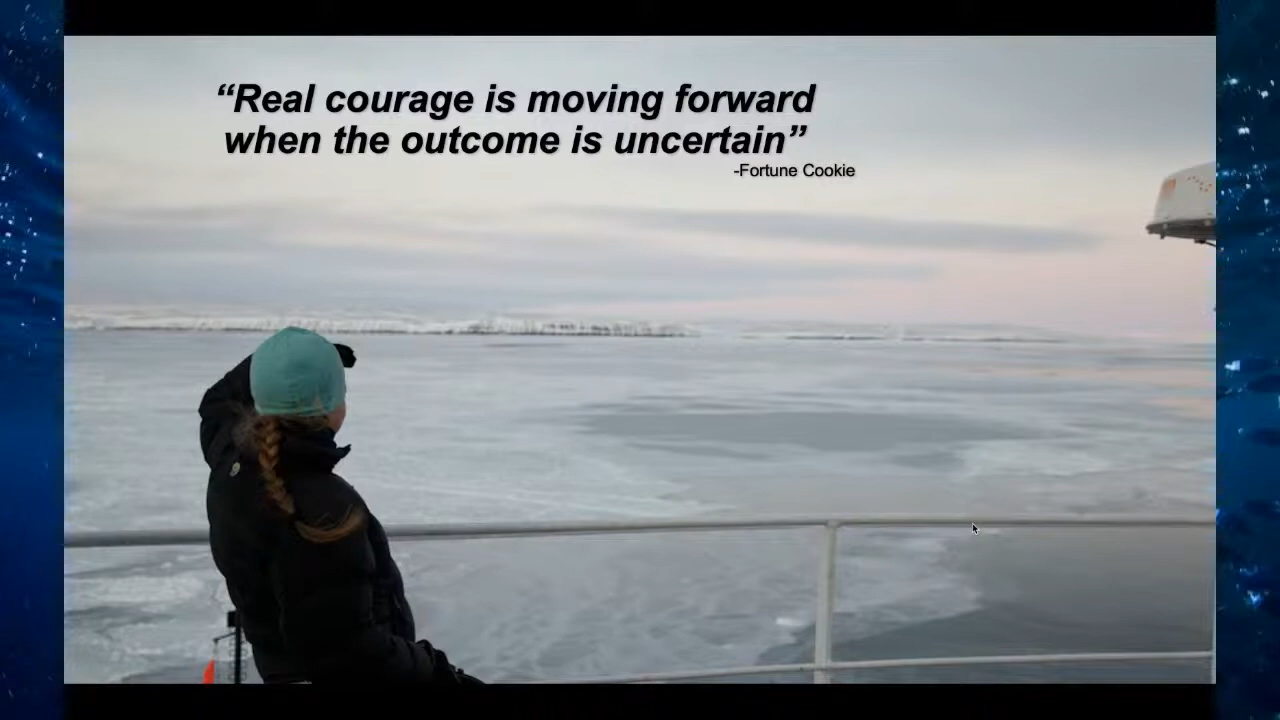 “Real courage is moving forward
when the outcome is uncertain”
-Fortune Cookie